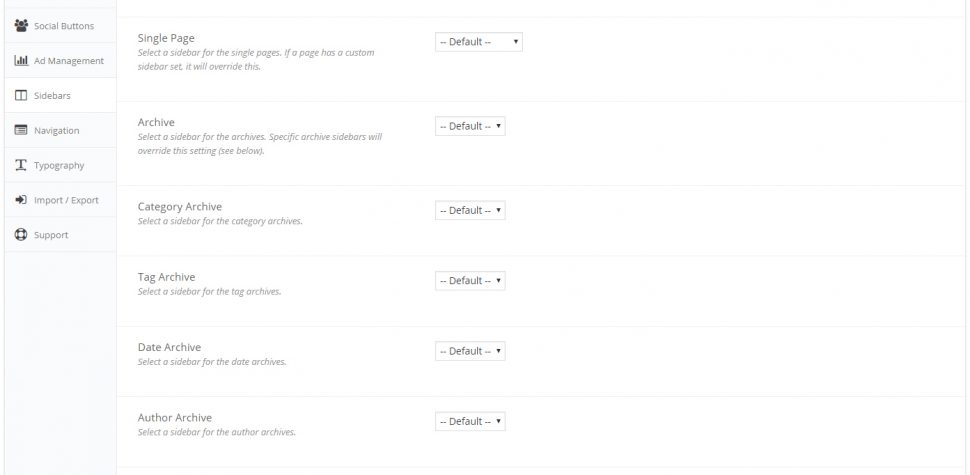 Social Buttons
Ad Management
Sidebars
Navigation
Typography
Import / Export
Support
Single Page
-- Default --
Select a sidebar for the single pages. If a page has a custom
sidebar set, it will override this.
Archive
-- Default --
Select a sidebar for the archives. Specific archive sidebars will
override this setting (see below).
Category Archive
-- Default --
Select a sidebar for the category archives.
Tag Archive
-- Default --
Select a sidebar for the tag archives.
Date Archive
-- Default --
Select a sidebar for the date archives.
Author Archive
-- Default --
Select a sidebar for the author archives.